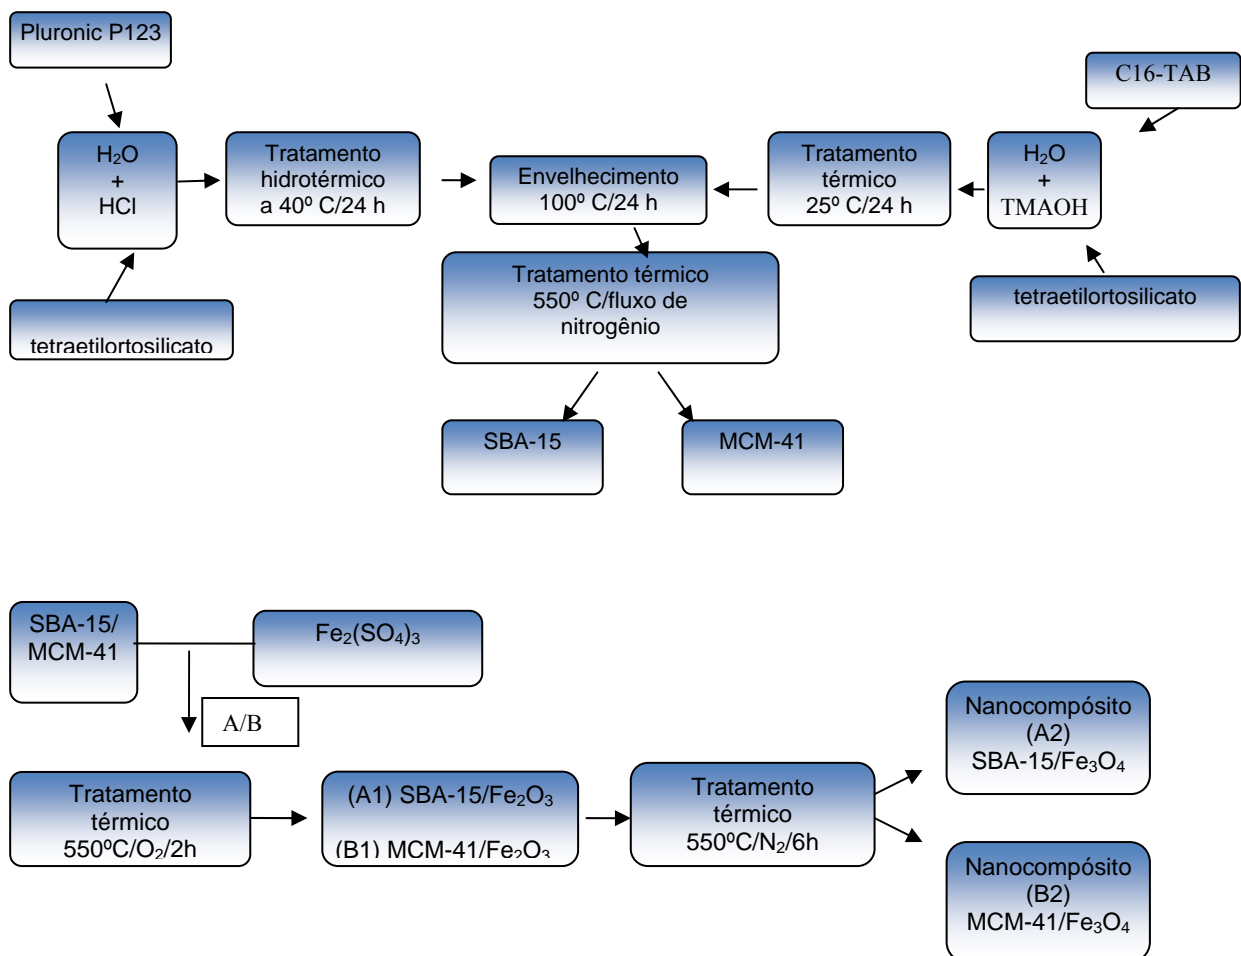 Pluronic P123
C16-TAB
H₂O
+
HCl
Tratamento
hidrotérmico
a 40º C/24 h
Envelhecimento
100º C/24 h
Tratamento
térmico
25º C/24 h
H₂O
+
TMAOH
Tratamento térmico
550º C/fluxo de
nitrogênio
tetraetilortosilicato
tetraetilortosilicato
SBA-15
MCM-41
SBA-15/
MCM-41
Fe₂(SO₄)₃
A/B
Tratamento
térmico
550ºC/O₂/2h
(A1) SBA-15/Fe₂O₃
(B1) MCM-41/Fe₂O₃
Tratamento
térmico
550ºC/N₂/6h
Nanocompósito
(A2)
SBA-15/Fe₃O₄
Nanocompósito
(B2)
MCM-41/Fe₃O₄